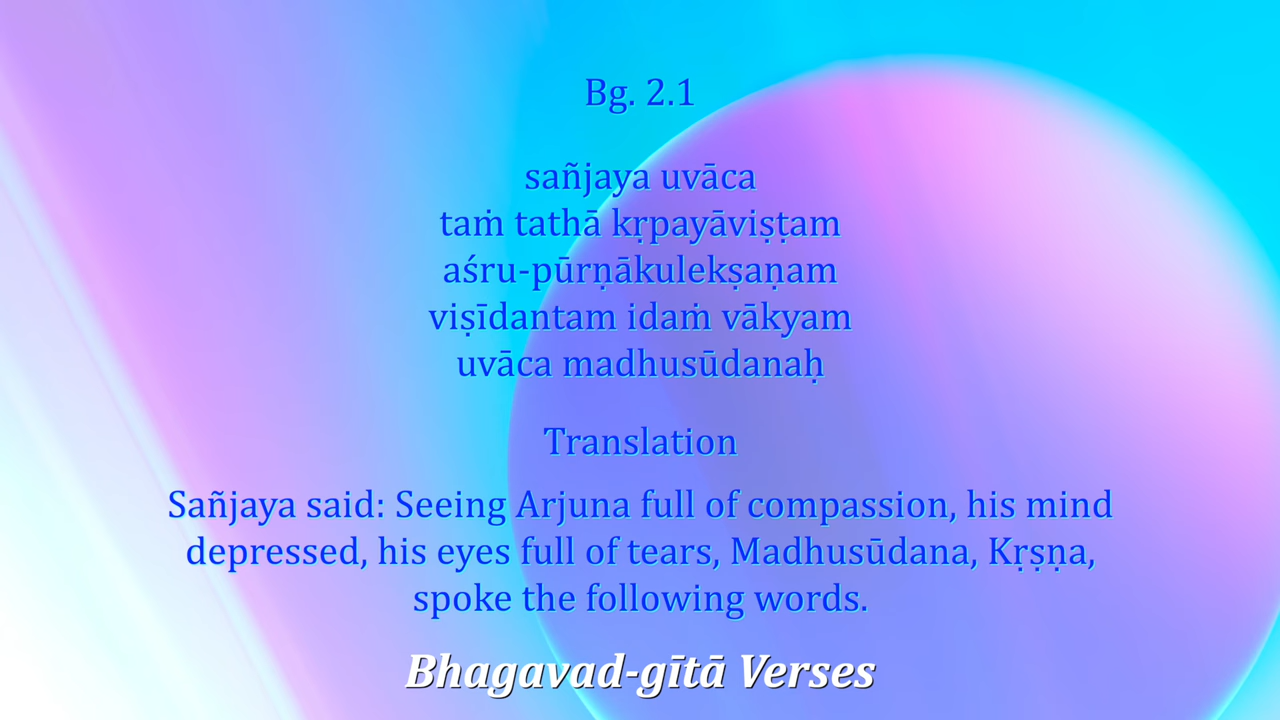 Bg. 2.1
sañjaya uvāca
taṁ tathā kṛpayāviṣṭam
aśru-pūrṇākulekṣaṇam
viṣīdantam idaṁ vākyam
uvāca madhusūdanaḥ
Translation
Sañjaya said: Seeing Arjuna full of compassion, his mind
depressed, his eyes full of tears, Madhusūdana, Kṛṣṇa,
spoke the following words.
Bhagavad-gītā Verses